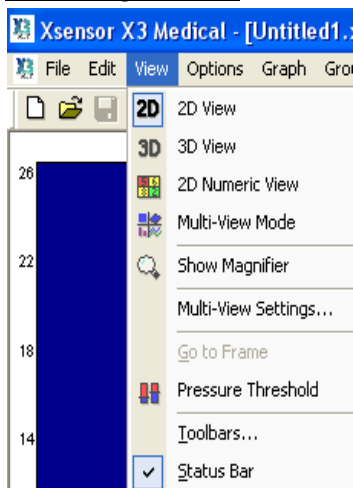 Xsensor X3 Medical - [Untitled1.x
File Edit View Options Graph Grou
2D 2D View
3D 3D View
26
2D Numeric View
Multi-View Mode
22
Show Magnifier
Multi-View Settings...
18
Go to Frame
Pressure Threshold
14
Toolbars...
Status Bar